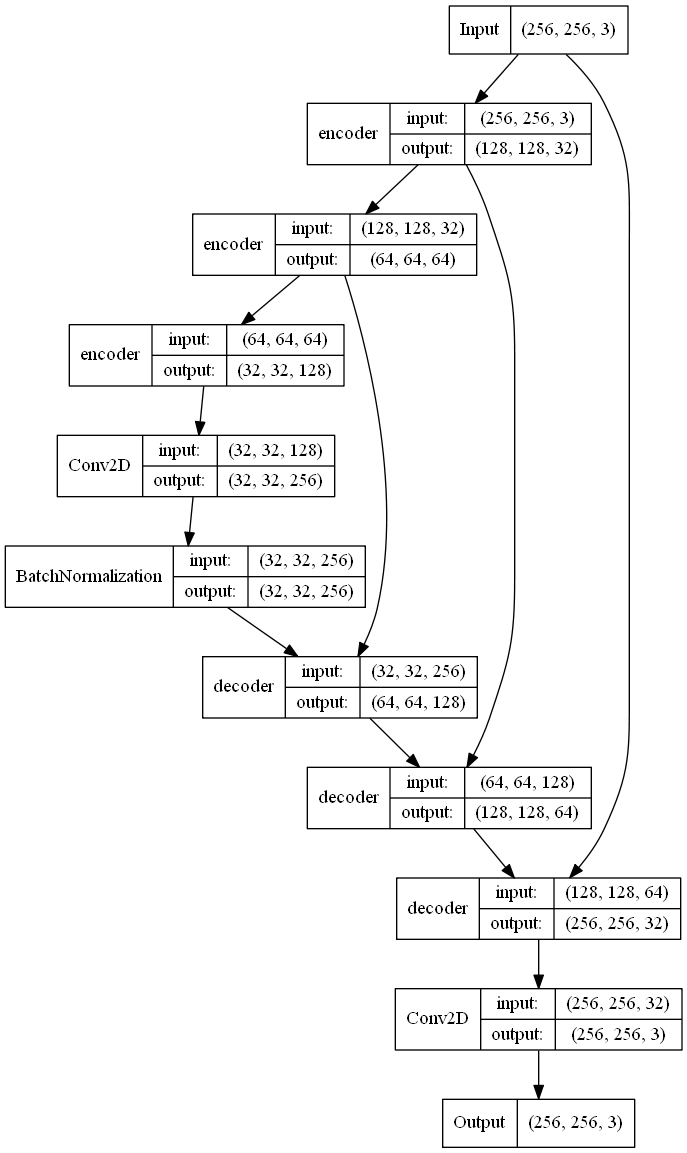 Input (256, 256, 3)
encoder input: (256, 256, 3)
output: (128, 128, 32)
encoder input: (128, 128, 32)
output: (64, 64, 64)
encoder input: (64, 64, 64)
output: (32, 32, 128)
Conv2D input: (32, 32, 128)
output: (32, 32, 256)
BatchNormalization input: (32, 32, 256)
output: (32, 32, 256)
decoder input: (32, 32, 256)
output: (64, 64, 128)
decoder input: (64, 64, 128)
output: (128, 128, 64)
decoder input: (128, 128, 64)
output: (256, 256, 32)
Conv2D input: (256, 256, 32)
output: (256, 256, 3)
Output (256, 256, 3)